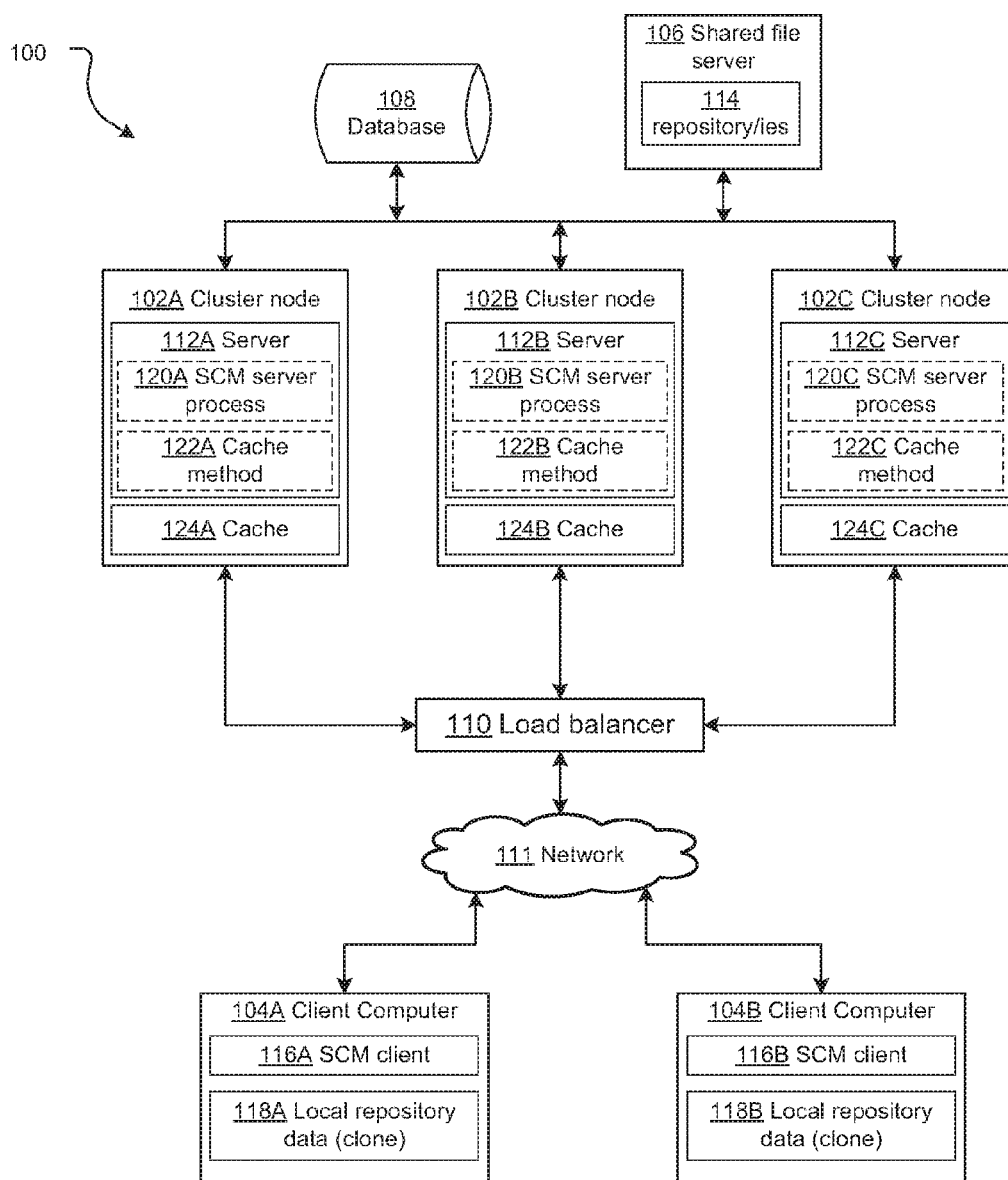 100
106 Shared file
server
114
repository/ies
108
Database
102A Cluster node
112A Server
120A SCM server
process
122A Cache
method
124A Cache
102B Cluster node
112B Server
120B SCM server
process
122B Cache
method
124B Cache
102C Cluster node
112C Server
120C SCM server
process
122C Cache
method
124C Cache
110 Load balancer
111 Network
104A Client Computer
116A SCM client
118A Local repository
data (clone)
104B Client Computer
116B SCM client
118B Local repository
data (clone)